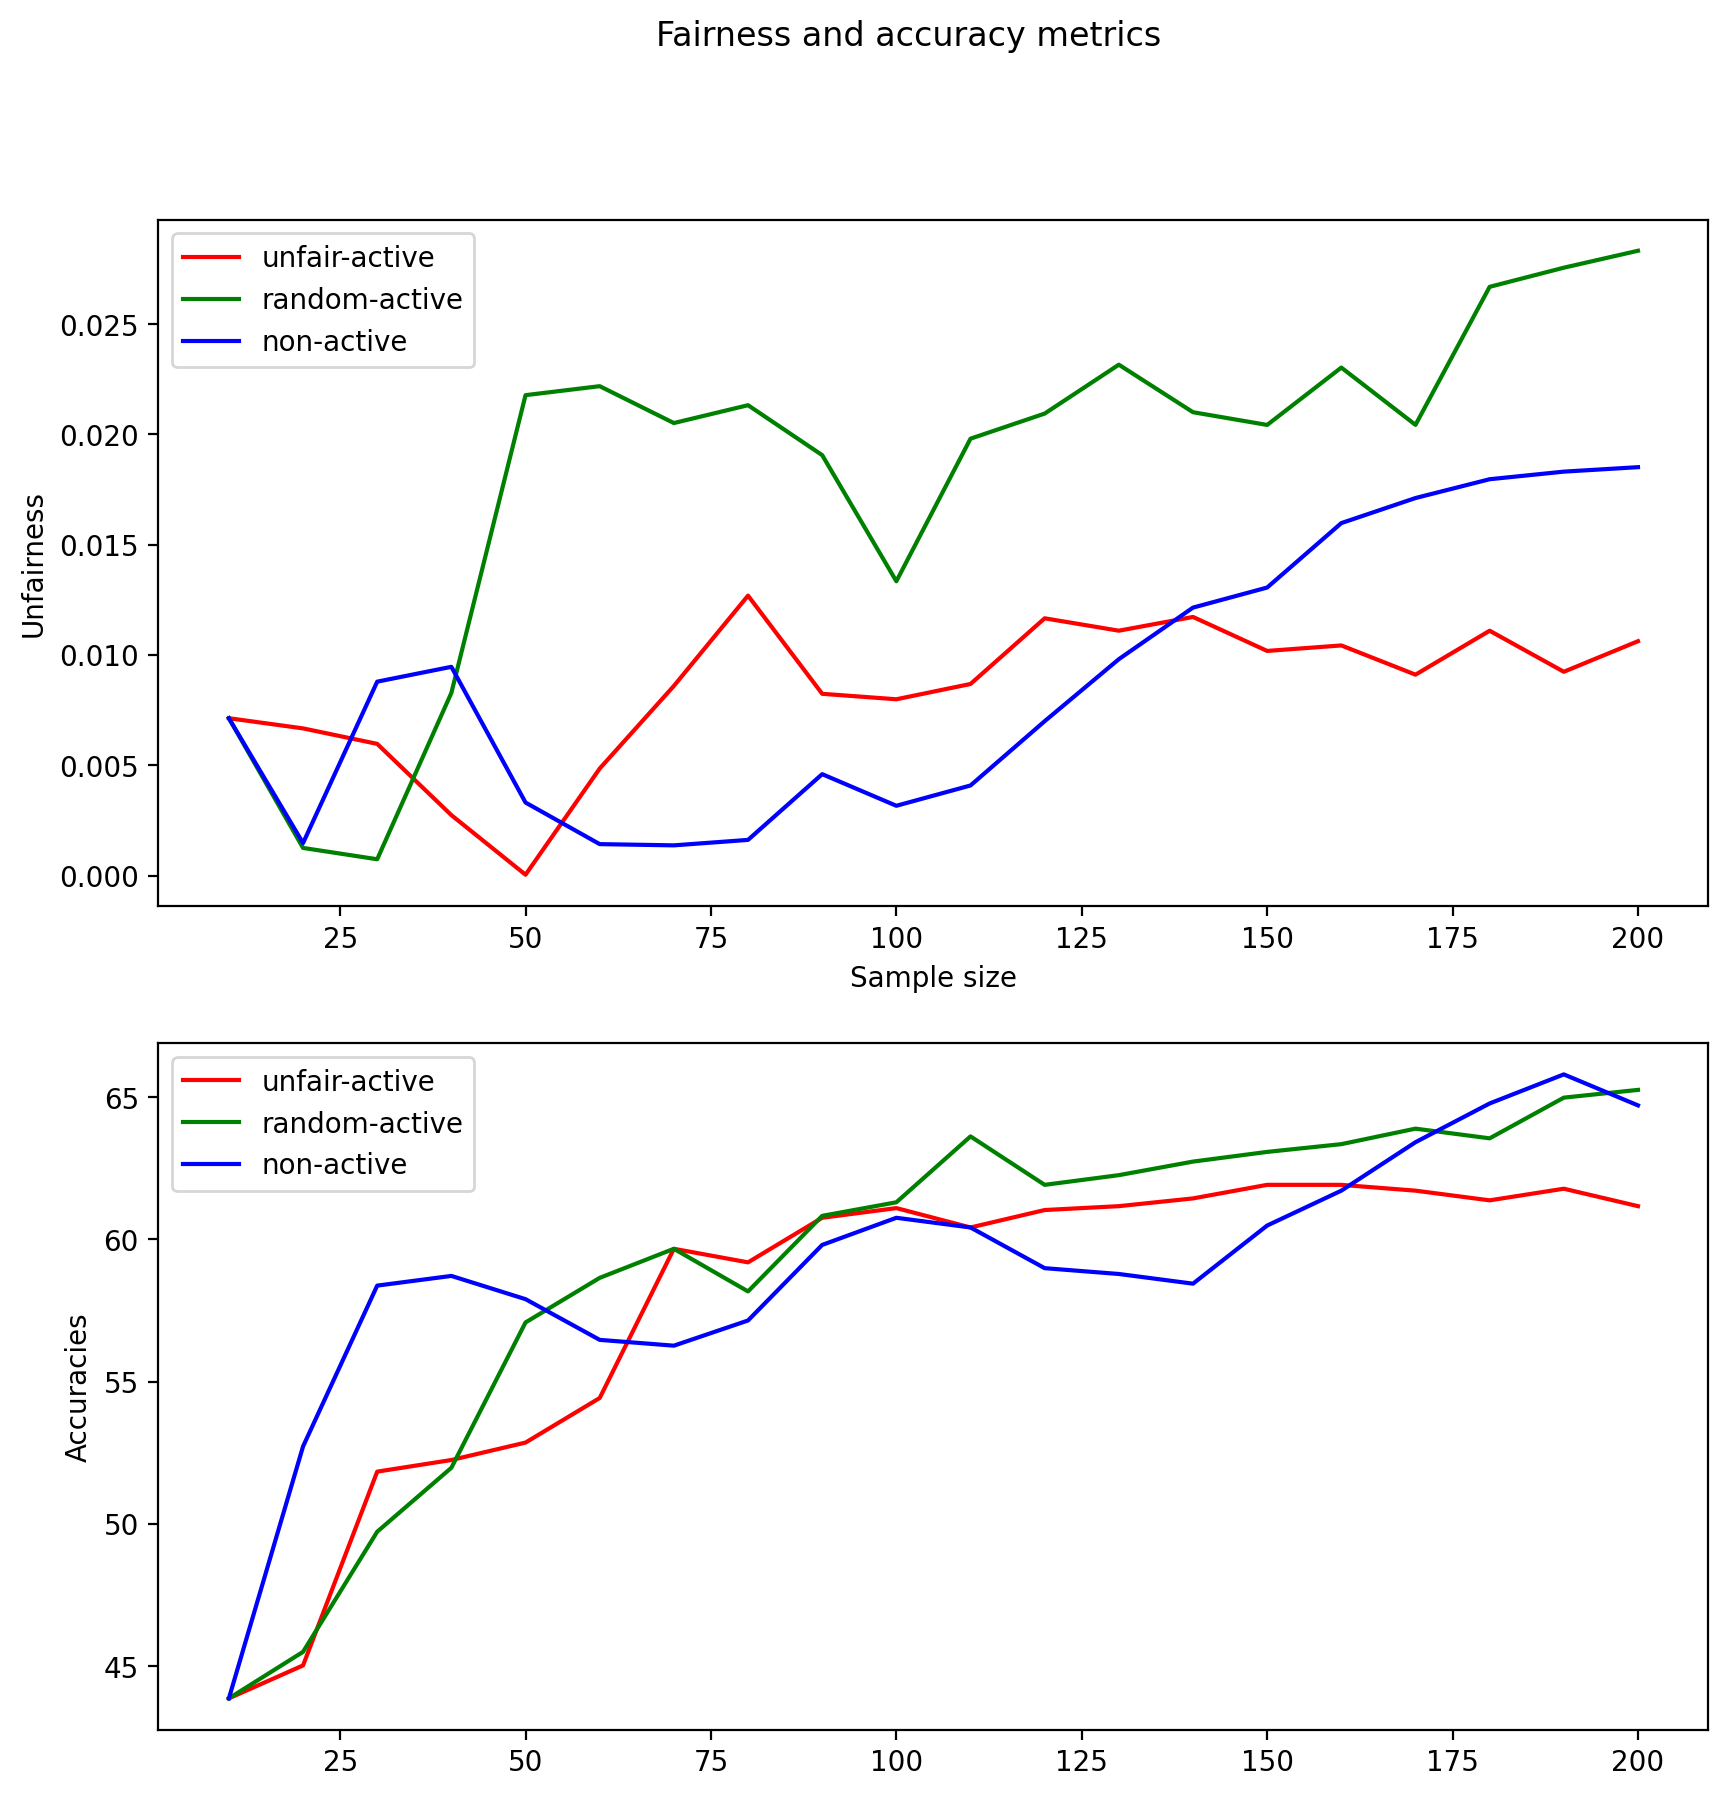 Fairness and accuracy metrics
unfair-active
random-active
non-active
Unfairness
0.025
0.020
0.015
0.010
0.005
0.000
25 50 75 100 125 150 175 200
Sample size
unfair-active
random-active
non-active
Accuracies
65
60
55
50
45
25 50 75 100 125 150 175 200